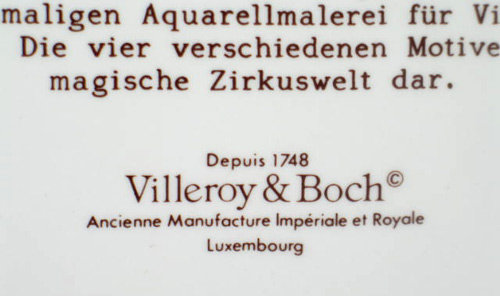 maligen Aquarellmalerei für Vi
Die vier verschiedenen Motive
magische Zirkuswelt dar.
Depuis 1748
Villeroy & Boch©
Ancienne Manufacture Impériale et Royale
Luxembourg